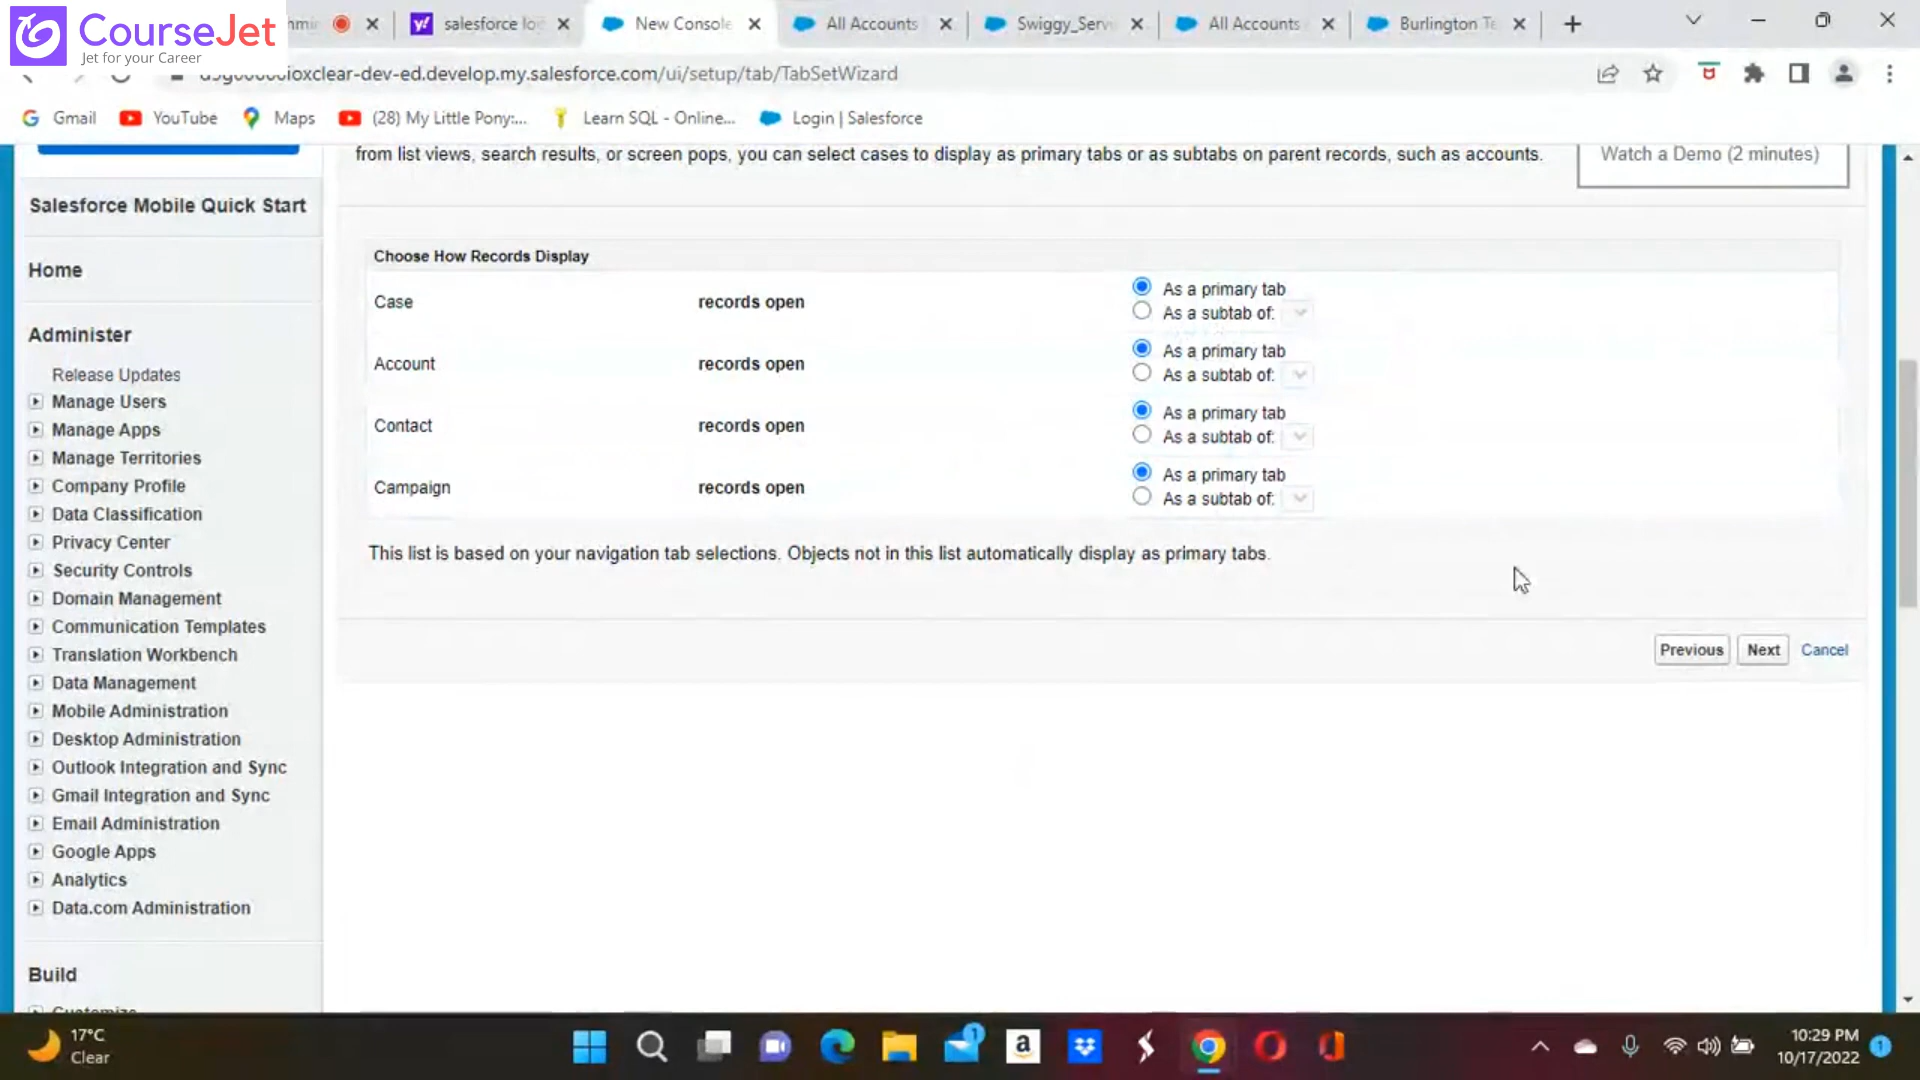 CourseJet
Jet for your Career
salesforce lo
New Console
All Accounts
Swiggy_Serv
All Accounts
Burlington Te
ioxclear-dev-ed.develop.my.salesforce.com/ui/setup/tab/TabSetWizard
Gmail
YouTube
Maps
(28) My Little Pony:...
Learn SQL - Online...
Login | Salesforce
from list views, search results, or screen pops, you can select cases to display as primary tabs or as subtabs on parent records, such as accounts.
Watch a Demo (2 minutes)
Salesforce Mobile Quick Start
Home
Administer
Release Updates
Manage Users
Manage Apps
Manage Territories
Company Profile
Data Classification
Privacy Center
Security Controls
Domain Management
Communication Templates
Translation Workbench
Data Management
Mobile Administration
Desktop Administration
Outlook Integration and Sync
Gmail Integration and Sync
Email Administration
Google Apps
Analytics
Data.com Administration
Build
Customize
Choose How Records Display
Case records open
As a primary tab
As a subtab of:
Account records open
As a primary tab
As a subtab of:
Contact records open
As a primary tab
As a subtab of:
Campaign records open
As a primary tab
As a subtab of:
This list is based on your navigation tab selections. Objects not in this list automatically display as primary tabs.
Previous
Next
Cancel
17°C
Clear
1
a
10:29 PM
10/17/2022
1